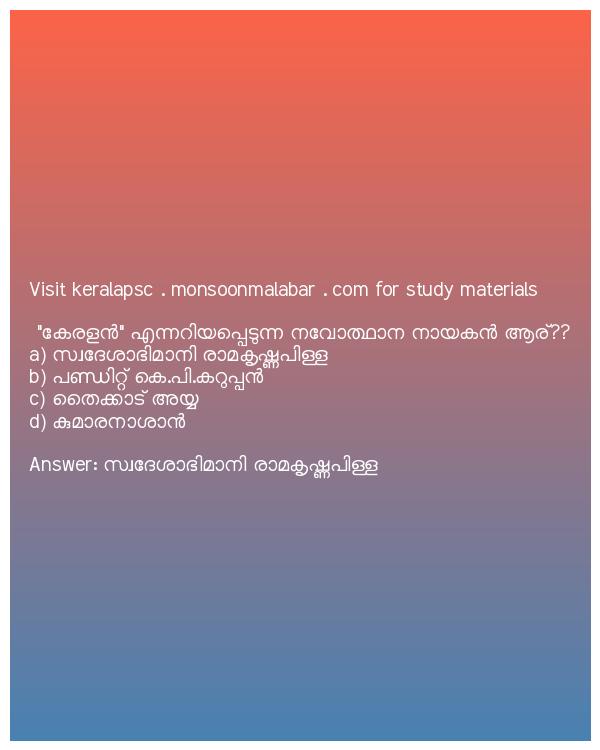 Visit keralapsc . monsoonmalabar . com for study materials
"കേരളൻ" എന്നറിയപ്പെടുന്ന നവോത്ഥാന നായകൻ ആര്??
a) സ്വദേശാഭിമാനി രാമകൃഷ്ണപിള്ള
b) പണ്ഡിറ്റ് കെ.പി.കറുപ്പൻ
c) തൈക്കാട് അയ്യ
d) കുമാരനാശാൻ
Answer: സ്വദേശാഭിമാനി രാമകൃഷ്ണപിള്ള